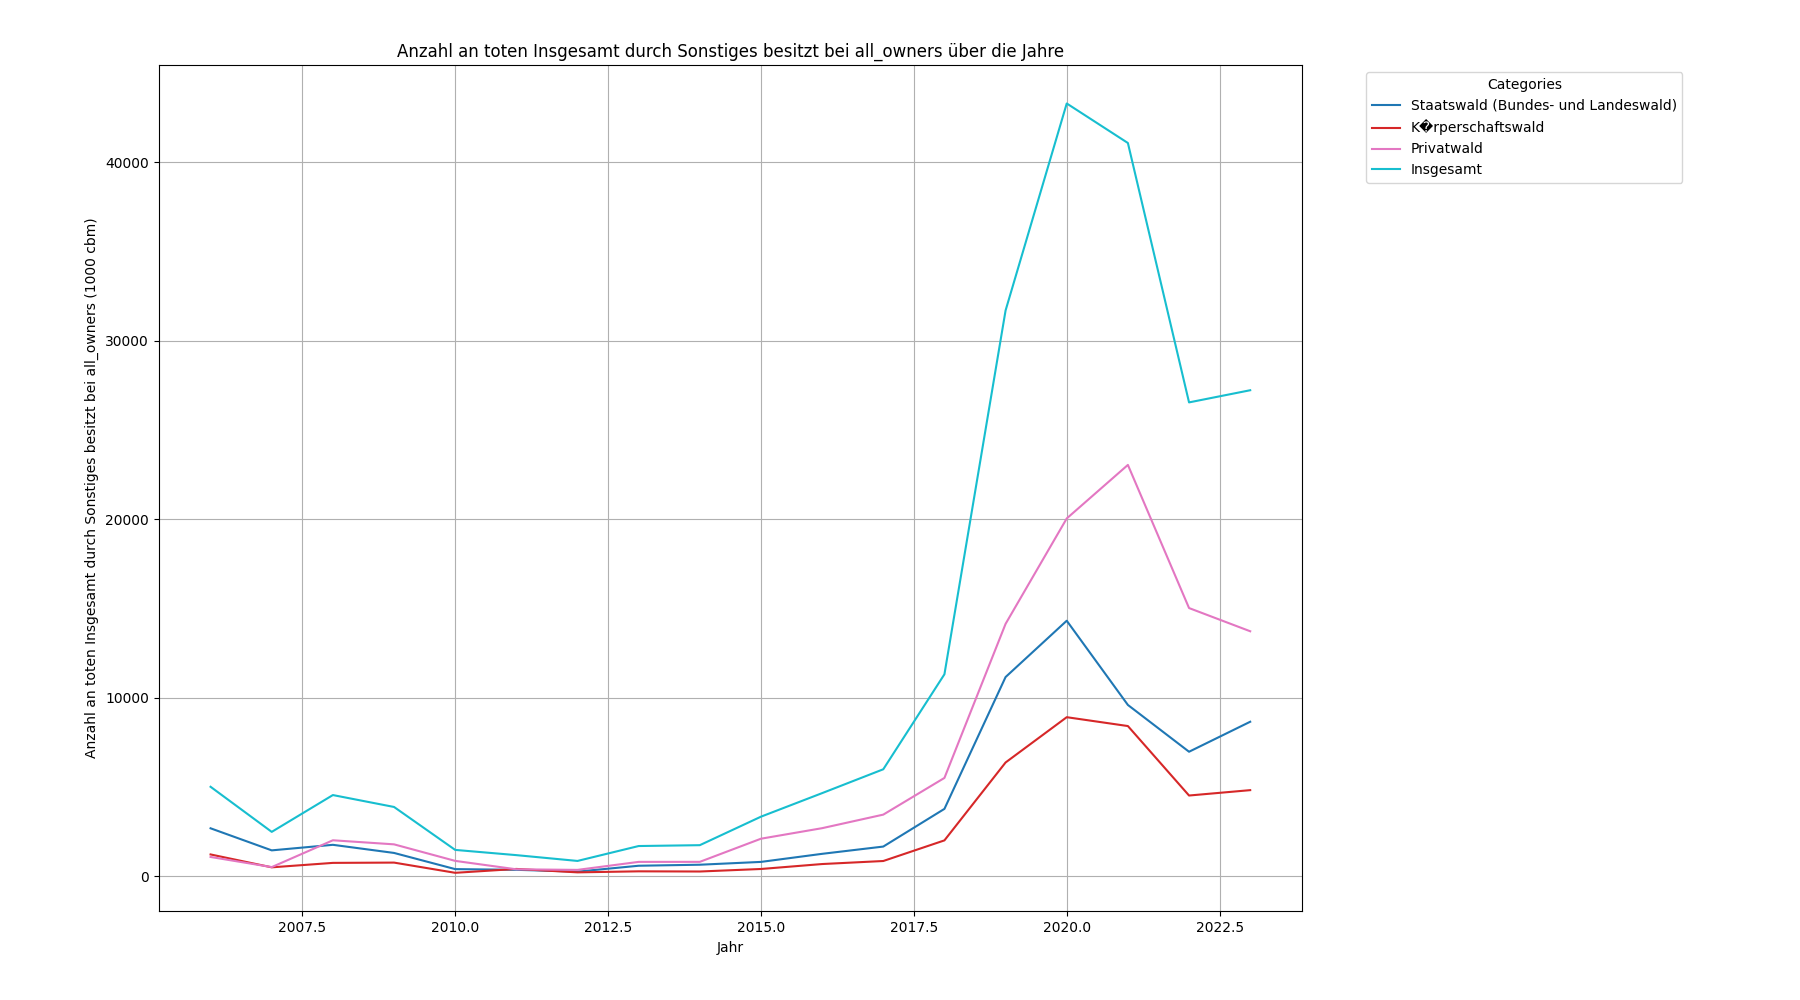 Anzahl an toten Insgesamt durch Sonstiges besitzt bei all_owners über die Jahre
Categories
Staatswald (Bundes- und Landeswald)
K�rperschaftswald
Privatwald
Insgesamt
Anzahl an toten Insgesamt durch Sonstiges besitzt bei all_owners (1000 cbm)
40000
30000
20000
10000
0
2007.5 2010.0 2012.5 2015.0 2017.5 2020.0 2022.5
Jahr